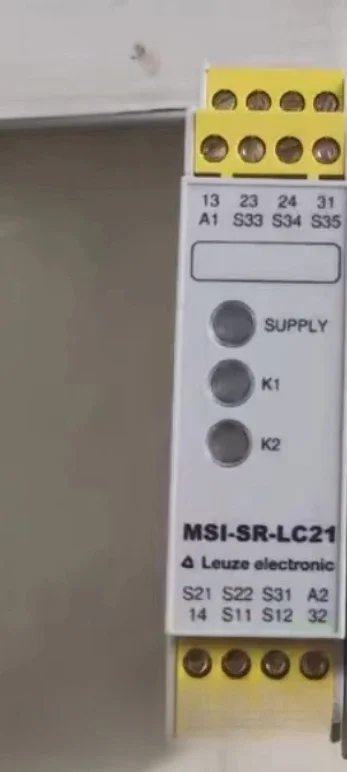 13 23 24 31
A1 S33 S34 S35
SUPPLY
K1
K2
MSI-SR-LC21
Leuze electronic
S21 S22 S31 A2
14 S11 S12 32